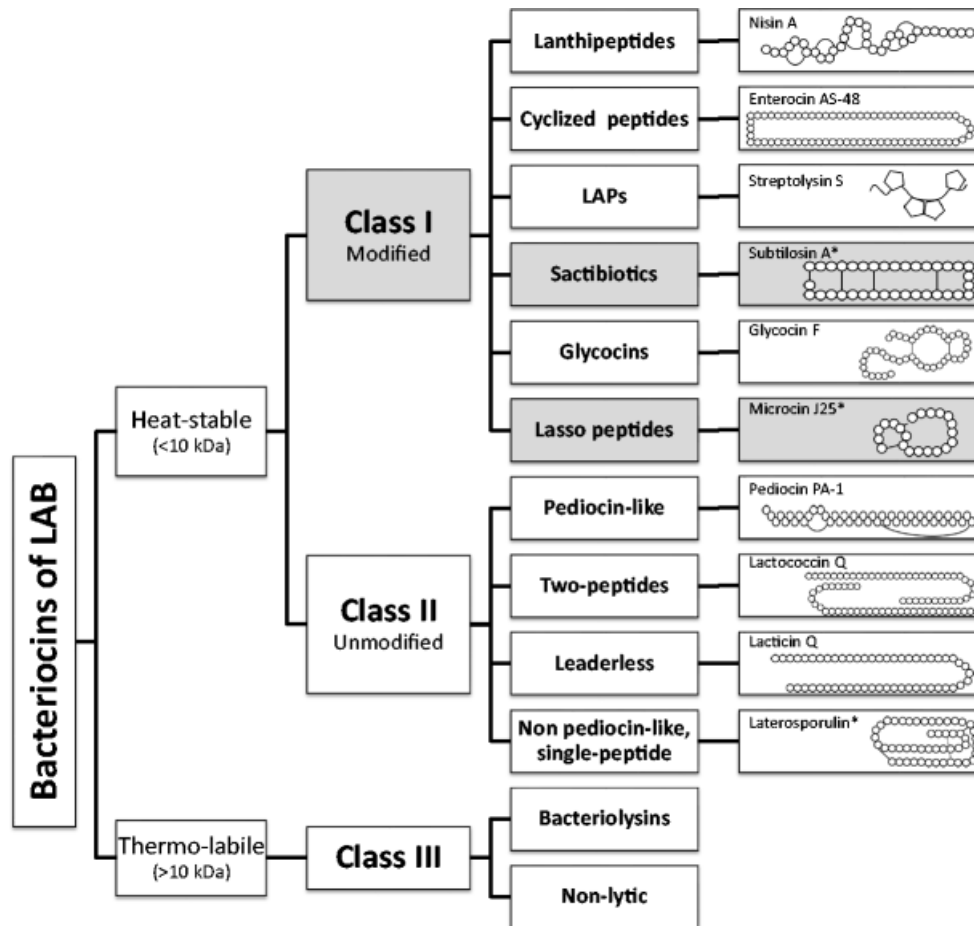 Bacteriocins of LAB
Heat-stable
(<10 kDa)
Thermo-labile
(>10 kDa)
Class I
Modified
Class II
Unmodified
Class III
Lanthipeptides
Nisin A
Cyclized peptides
Enterocin AS-48
LAPs
Streptolysin S
Sactibiotics
Subtilosin A*
Glycocins
Glycocin F
Lasso peptides
Microcin J25*
Pediocin-like
Pediocin PA-1
Two-peptides
Lactococcin Q
Leaderless
Lacticin Q
Non pediocin-like,
single-peptide
Laterosporulin*
Bacteriolysins
Non-lytic